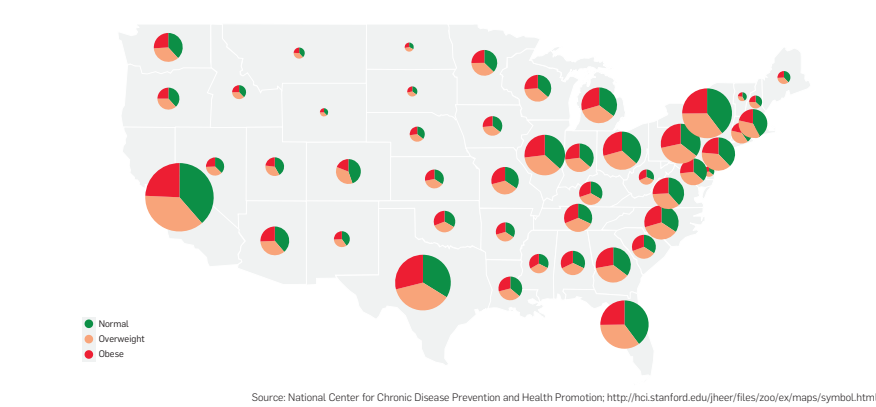 Normal
Overweight
Obese
Source: National Center for Chronic Disease Prevention and Health Promotion; http://hci.stanford.edu/jheer/files/zoo/ex/maps/symbol.html